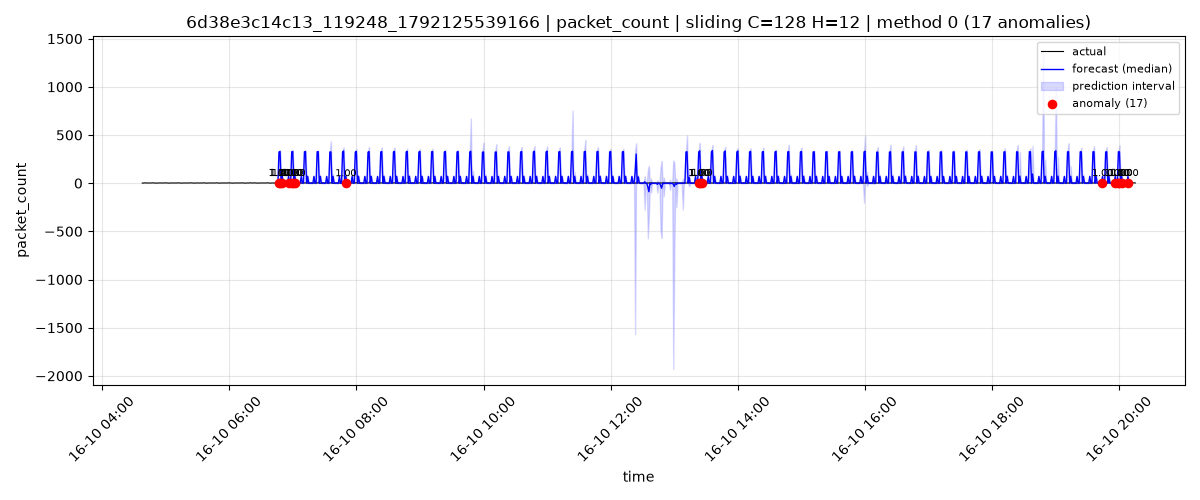 6d38e3c14c13_119248_1792125539166 | packet_count | sliding C=128 H=12 | method 0 (17 anomalies)
actual
forecast (median)
prediction interval
anomaly (17)
packet_count
1500
1000
500
0
−500
−1000
−1500
−2000
1.00
16-10 04:00
16-10 06:00
16-10 08:00
16-10 10:00
16-10 12:00
16-10 14:00
16-10 16:00
16-10 18:00
16-10 20:00
time